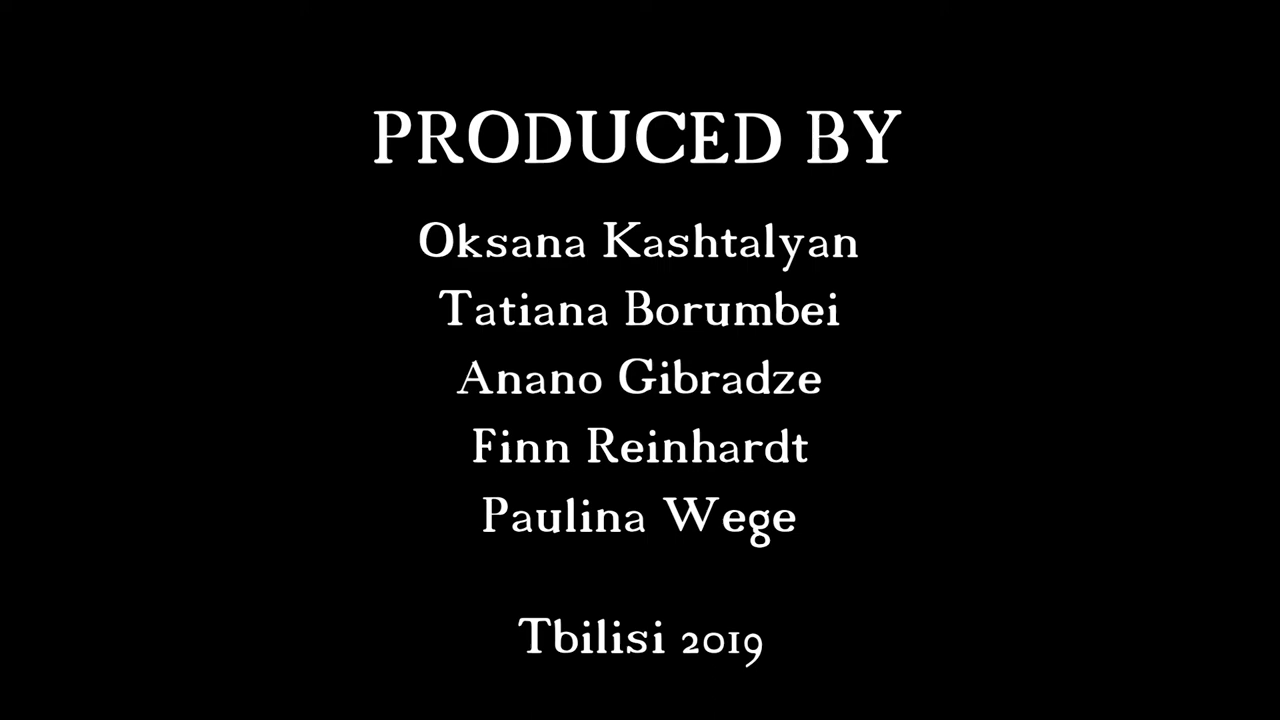 PRODUCED BY
Oksana Kashtalyan
Tatiana Borumbei
Anano Gibradze
Finn Reinhardt
Paulina Wege
Tbilisi 2019